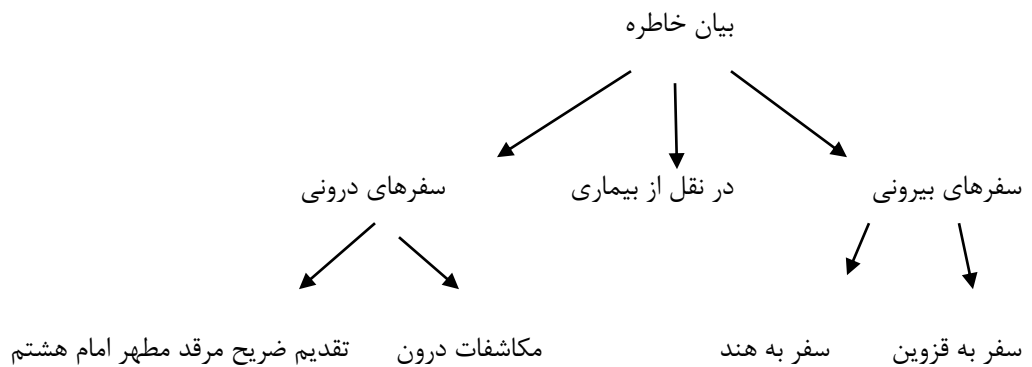 بیان خاطره
سفرهای بیرونی در نقل از بیماری سفرهای درونی
سفر به قزوین سفر به هند مکاشفات درون تقدیم ضریح مرقد مطهر امام هشتم